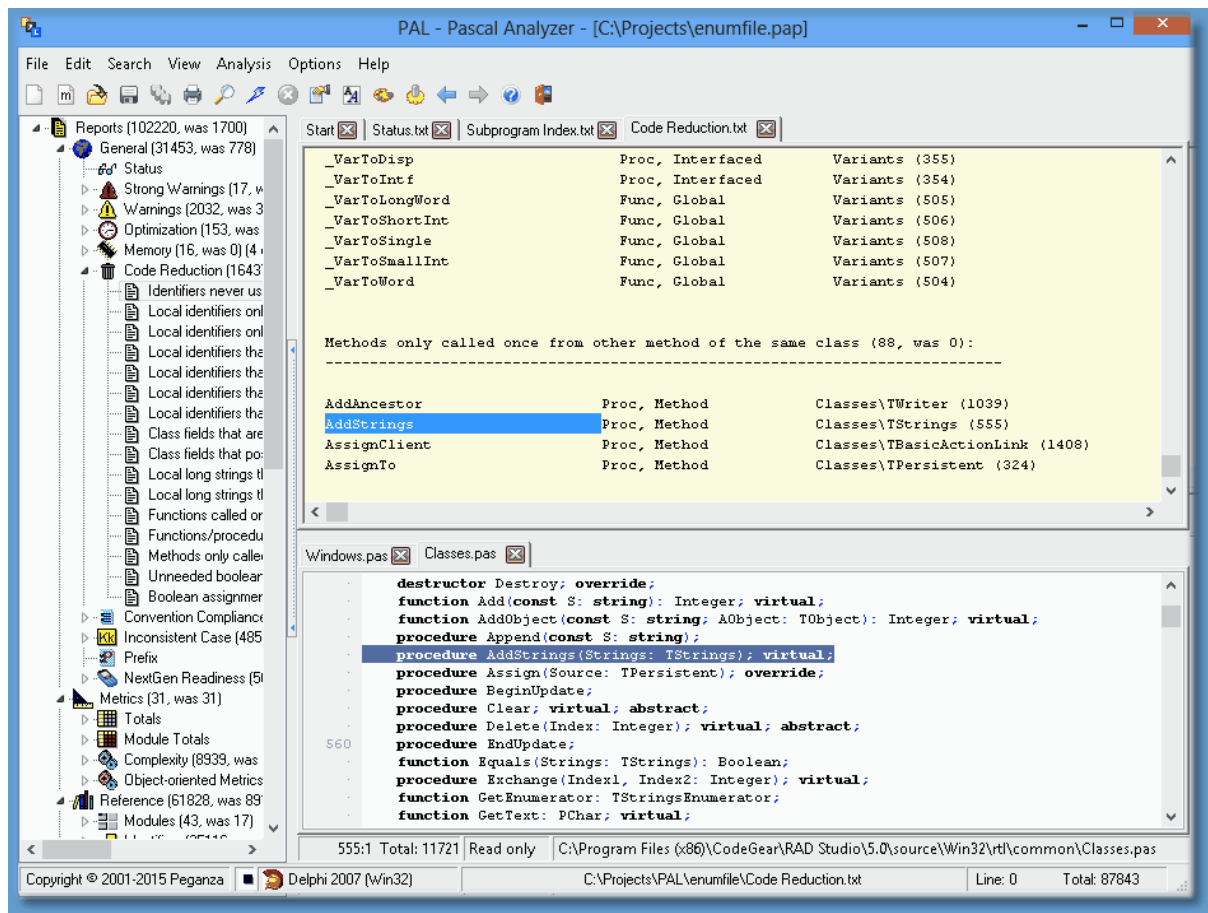 PAL - Pascal Analyzer - [C:\Projects\enumfile.pap]
File Edit Search View Analysis Options Help
Reports (102220, was 1700)
General (31453, was 778)
Status
Strong Warnings (17, w
Warnings (2032, was 3
Optimization (153, was
Memory (16, was 0) (4
Code Reduction (1643
Identifiers never us
Local identifiers onl
Local identifiers onl
Local identifiers tha
Local identifiers tha
Local identifiers tha
Local identifiers tha
Class fields that are
Class fields that po
Local long strings t
Local long strings t
Functions called or
Functions/procedu
Methods only calle
Unneeded boolear
Boolean assignmer
Convention Compliance
Inconsistent Case (485
Prefix
NextGen Readiness (5
Metrics (31, was 31)
Totals
Module Totals
Complexity (8939, was
Object-oriented Metrics
Reference (61828, was 89
Modules (43, was 17)
Start Status.txt Subprogram Index.txt Code Reduction.txt
_VarToDisp Proc, Interfaced Variants (355)
_VarToIntf Proc, Interfaced Variants (354)
_VarToLongWord Func, Global Variants (505)
_VarToShortInt Func, Global Variants (506)
_VarToSingle Func, Global Variants (508)
_VarToSmallInt Func, Global Variants (507)
_VarToWord Func, Global Variants (504)
Methods only called once from other method of the same class (88, was 0):
AddAncestor Proc, Method Classes\TWriter (1039)
AddStrings Proc, Method Classes\TStrings (555)
AssignClient Proc, Method Classes\TBasicActionLink (1408)
AssignTo Proc, Method Classes\TPersistent (324)
Windows.pas Classes.pas
destructor Destroy; override;
function Add(const S: string): Integer; virtual;
function AddObject(const S: string; AObject: TObject): Integer; virtual;
procedure Append(const S: string);
procedure AddStrings(Strings: TStrings); virtual;
procedure Assign(Source: TPersistent); override;
procedure BeginUpdate;
procedure Clear; virtual; abstract;
procedure Delete(Index: Integer); virtual; abstract;
560 procedure EndUpdate;
function Equals(Strings: TStrings): Boolean;
procedure Exchange(Index1, Index2: Integer); virtual;
function GetEnumerator: TStringsEnumerator;
function GetText: PChar; virtual;
555:1 Total: 11721 Read only C:\Program Files (x86)\CodeGear\RAD Studio\5.0\source\Win32\rtl\common\Classes.pas
Copyright © 2001-2015 Peganza Delphi 2007 (Win32) C:\Projects\PAL\enumfile\Code Reduction.txt Line: 0 Total: 87843